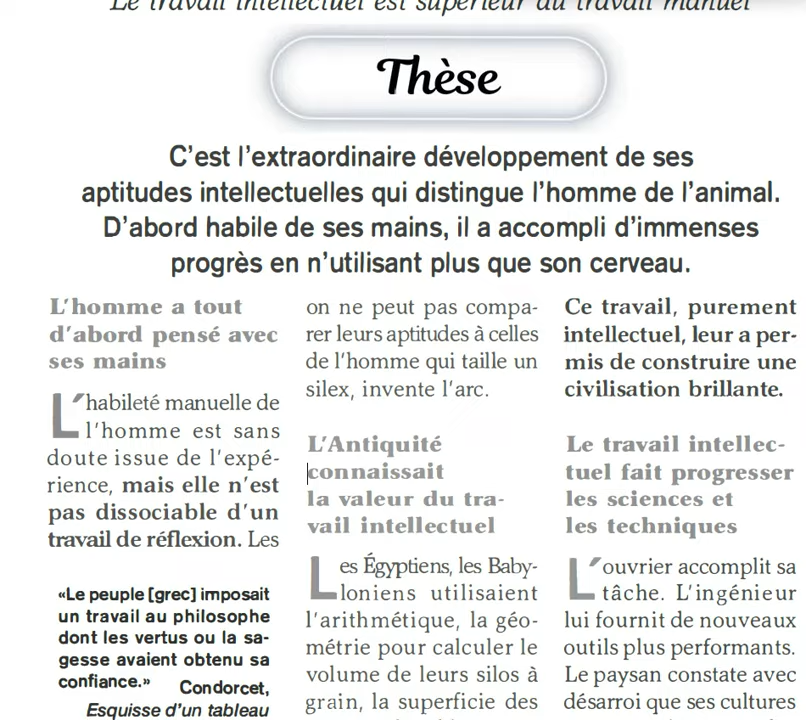 Le travail intellectuel est supérieur au travail manuel
Thèse
C'est l'extraordinaire développement de ses
aptitudes intellectuelles qui distingue l'homme de l'animal.
D'abord habile de ses mains, il a accompli d'immenses
progrès en n'utilisant plus que son cerveau.
L'homme a tout
d'abord pensé avec
ses mains
L'habileté manuelle de
l'homme est sans
doute issue de l'expé-
rience, mais elle n'est
pas dissociable d'un
travail de réflexion. Les
«Le peuple [grec] imposait
un travail au philosophe
dont les vertus ou la sa-
gesse avaient obtenu sa
confiance.»
Condorcet,
Esquisse d'un tableau
on ne peut pas compa-
rer leurs aptitudes à celles
de l'homme qui taille un
silex, invente l'arc.
L'Antiquité
connaissait
la valeur du tra-
vail intellectuel
Les Égyptiens, les Baby-
loniens utilisaient
l'arithmétique, la géo-
métrie pour calculer le
volume de leurs silos à
grain, la superficie des
Ce travail, purement
intellectuel, leur a per-
mis de construire une
civilisation brillante.
Le travail intellec-
tuel fait progresser
les sciences et
les techniques
L'ouvrier accomplit sa
tâche. L'ingénieur
lui fournit de nouveaux
outils plus performants.
Le paysan constate avec
désarroi que ses cultures